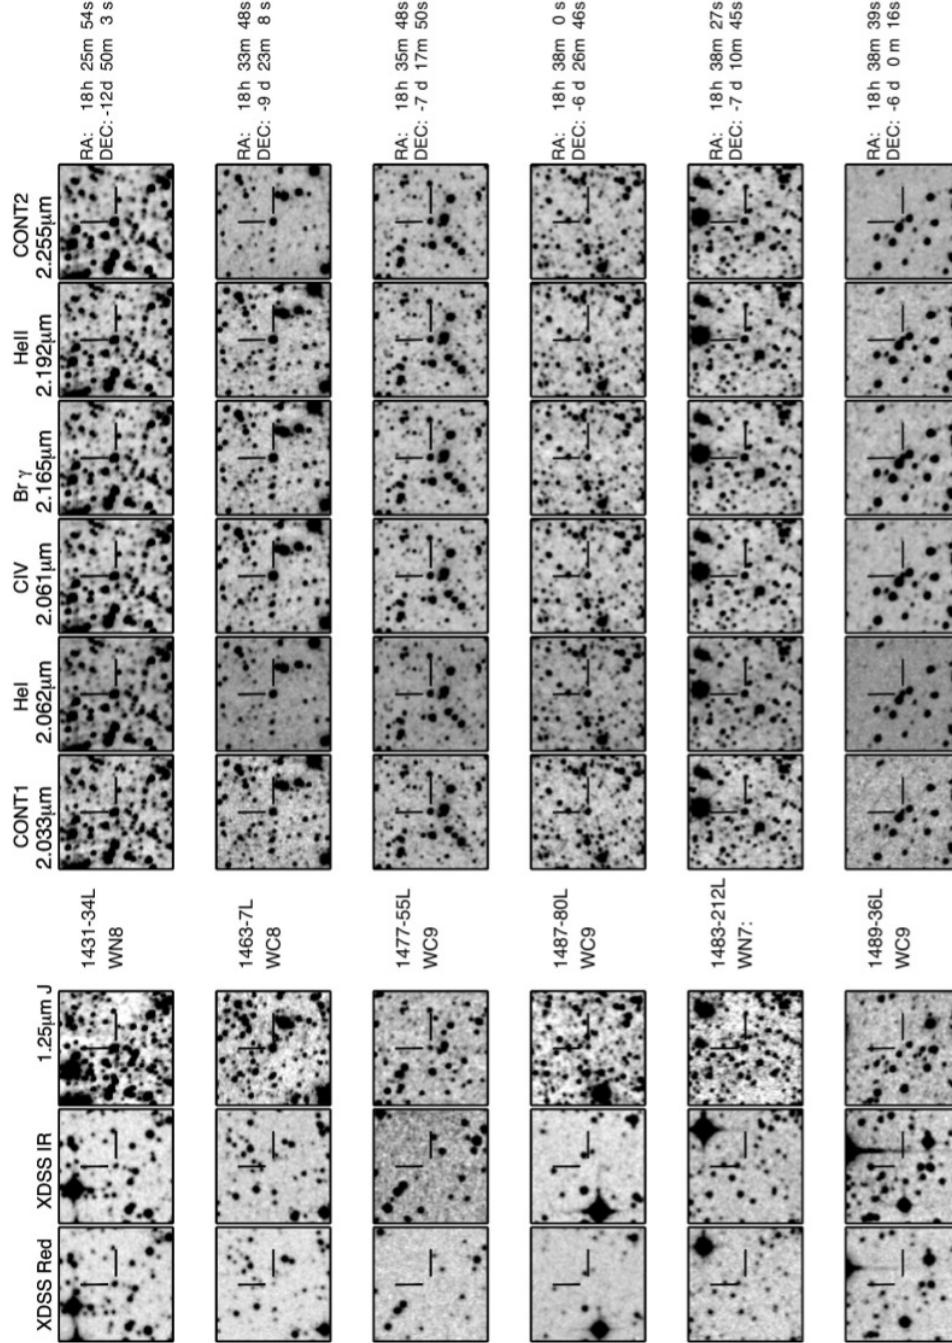 XDSS Red XDSS IR 1.25μm J CONT1 HeI CIV Br γ HeII CONT2
2.033μm 2.062μm 2.061μm 2.165μm 2.192μm 2.255μm
1431-34L
WN8
RA: 18h 25m 54s
DEC: -12d 50m 3 s
1463-7L
WC8
RA: 18h 33m 48s
DEC: -9 d 23m 8 s
1477-55L
WC9
RA: 18h 35m 48s
DEC: -7 d 17m 50s
1487-80L
WC9
RA: 18h 38m 0 s
DEC: -6 d 26m 46s
1483-212L
WN7:
RA: 18h 38m 27s
DEC: -7 d 10m 45s
1489-36L
WC9
RA: 18h 38m 39s
DEC: -6 d 0 m 16s